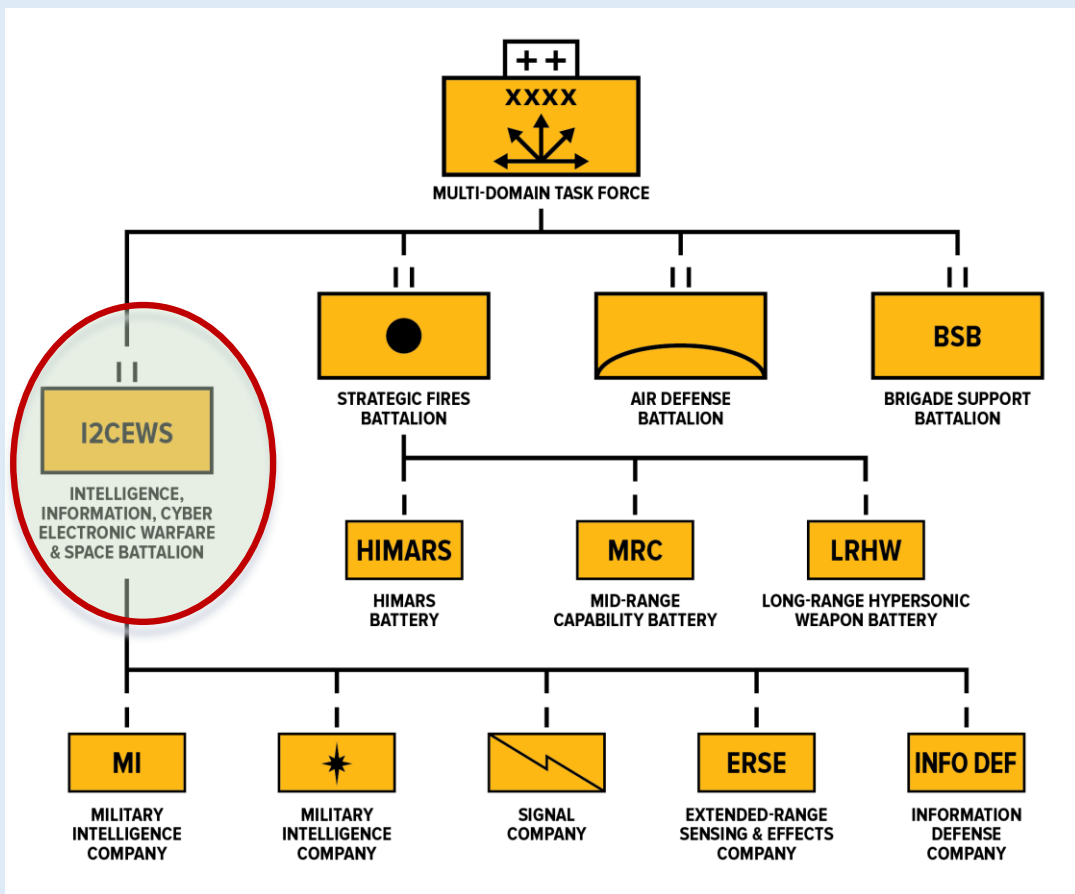 ++
XXXX
MULTI-DOMAIN TASK FORCE
I2CEWS
INTELLIGENCE,
INFORMATION, CYBER
ELECTRONIC WARFARE
& SPACE BATTALION
STRATEGIC FIRES
BATTALION
AIR DEFENSE
BATTALION
BSB
BRIGADE SUPPORT
BATTALION
HIMARS
HIMARS
BATTERY
MRC
MID-RANGE
CAPABILITY BATTERY
LRHW
LONG-RANGE HYPERSONIC
WEAPON BATTERY
MI
MILITARY
INTELLIGENCE
COMPANY
MILITARY
INTELLIGENCE
COMPANY
SIGNAL
COMPANY
ERSE
EXTENDED-RANGE
SENSING & EFFECTS
COMPANY
INFO DEF
INFORMATION
DEFENSE
COMPANY